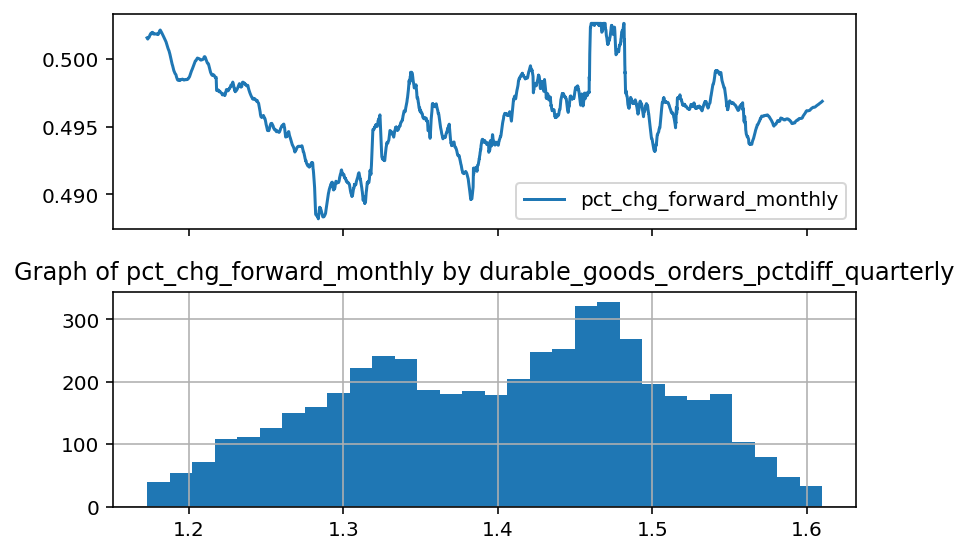 0.500
0.495
0.490
pct_chg_forward_monthly
Graph of pct_chg_forward_monthly by durable_goods_orders_pctdiff_quarterly
300
200
100
0
1.2 1.3 1.4 1.5 1.6